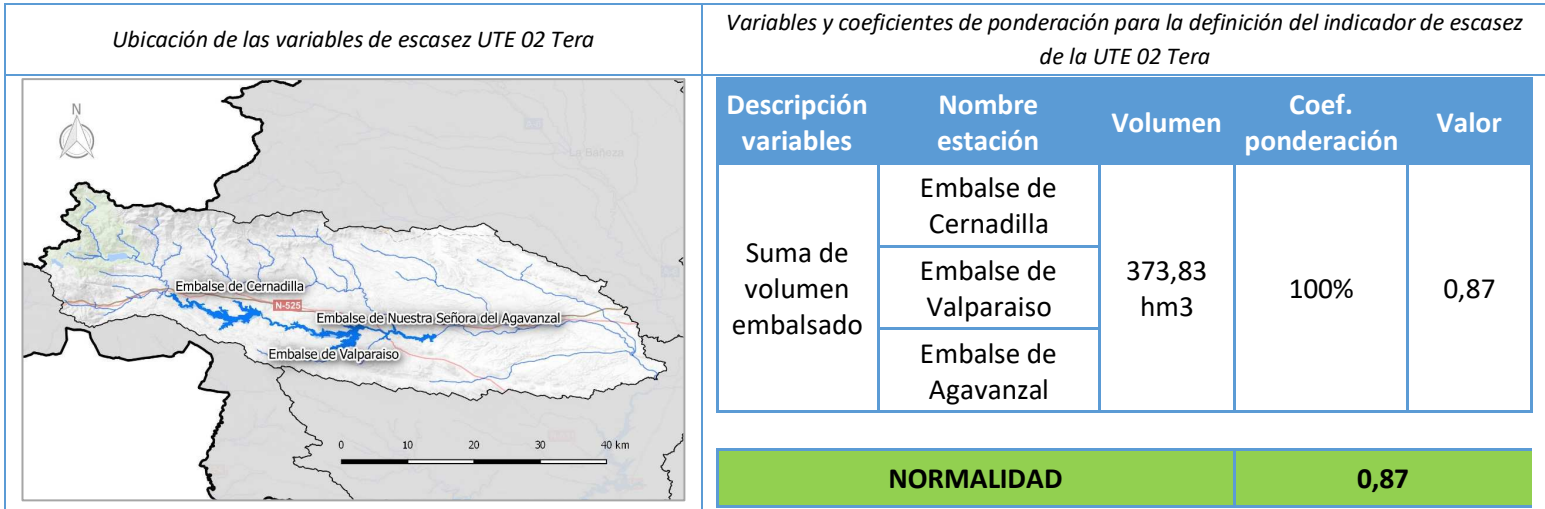 Ubicación de las variables de escasez UTE 02 Tera
Variables y coeficientes de ponderación para la definición del indicador de escasez
de la UTE 02 Tera
N
La Bañeza
Embalse de Cernadilla
N-525
Embalse de Nuestra Señora del Agavanzal
Embalse de Valparaiso
0 10 20 30 40 km
Descripción
variables
Nombre
estación
Volumen
Coef.
ponderación
Valor
Suma de
volumen
embalsado
Embalse de
Cernadilla
Embalse de
Valparaiso
Embalse de
Agavanzal
373,83
hm3
100%
0,87
NORMALIDAD 0,87